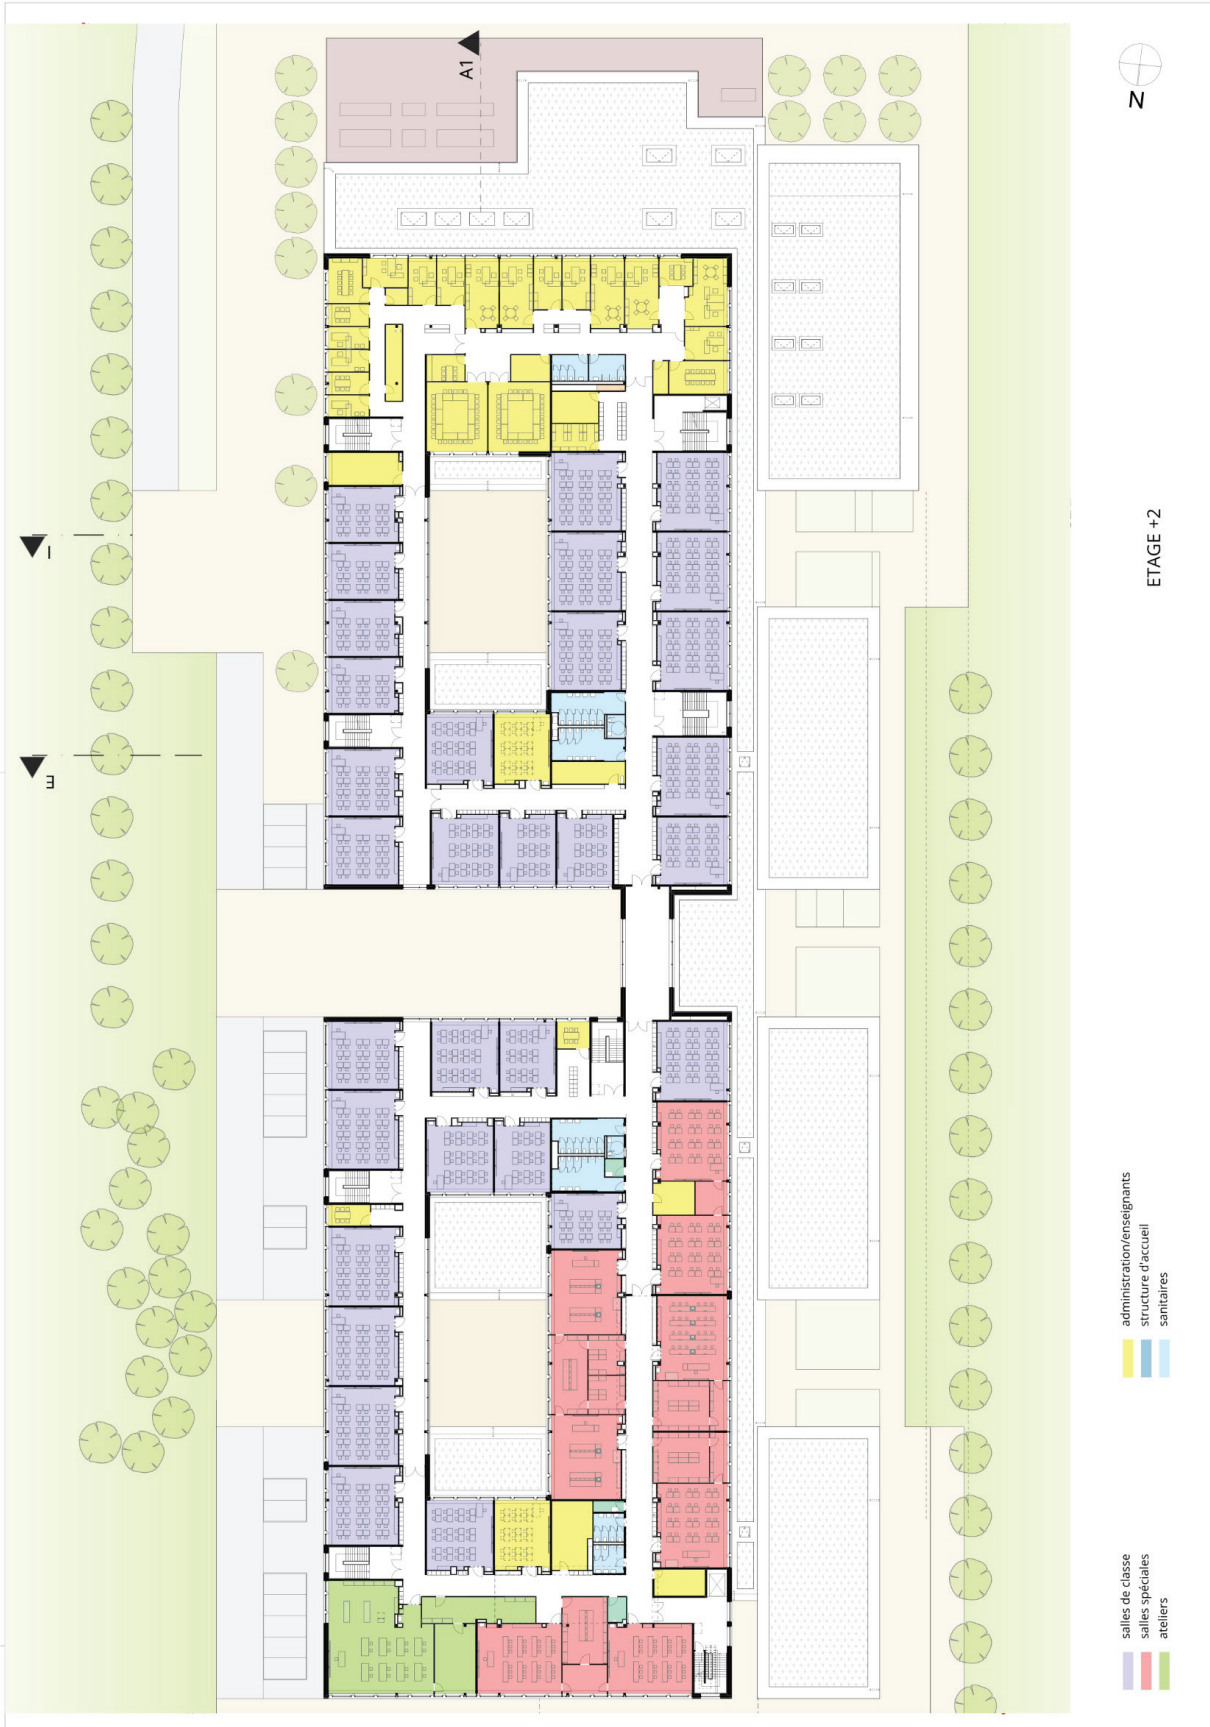 A1
N
I
E
ETAGE +2
administration/enseignants
structure d'accueil
sanitaires
salles de classe
salles spéciales
ateliers